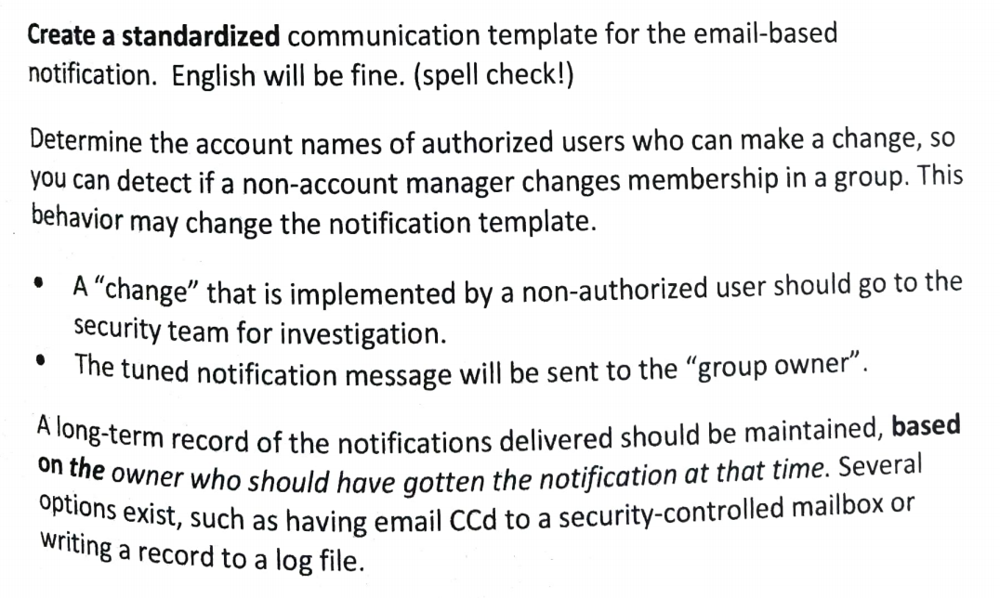 Create a standardized communication template for the email-based
notification. English will be fine. (spell check!)
Determine the account names of authorized users who can make a change, so
you can detect if a non-account manager changes membership in a group. This
behavior may change the notification template.
• A “change” that is implemented by a non-authorized user should go to the
security team for investigation.
• The tuned notification message will be sent to the “group owner”.
A long-term record of the notifications delivered should be maintained, based
on the owner who should have gotten the notification at that time. Several
options exist, such as having email CCd to a security-controlled mailbox or
writing a record to a log file.